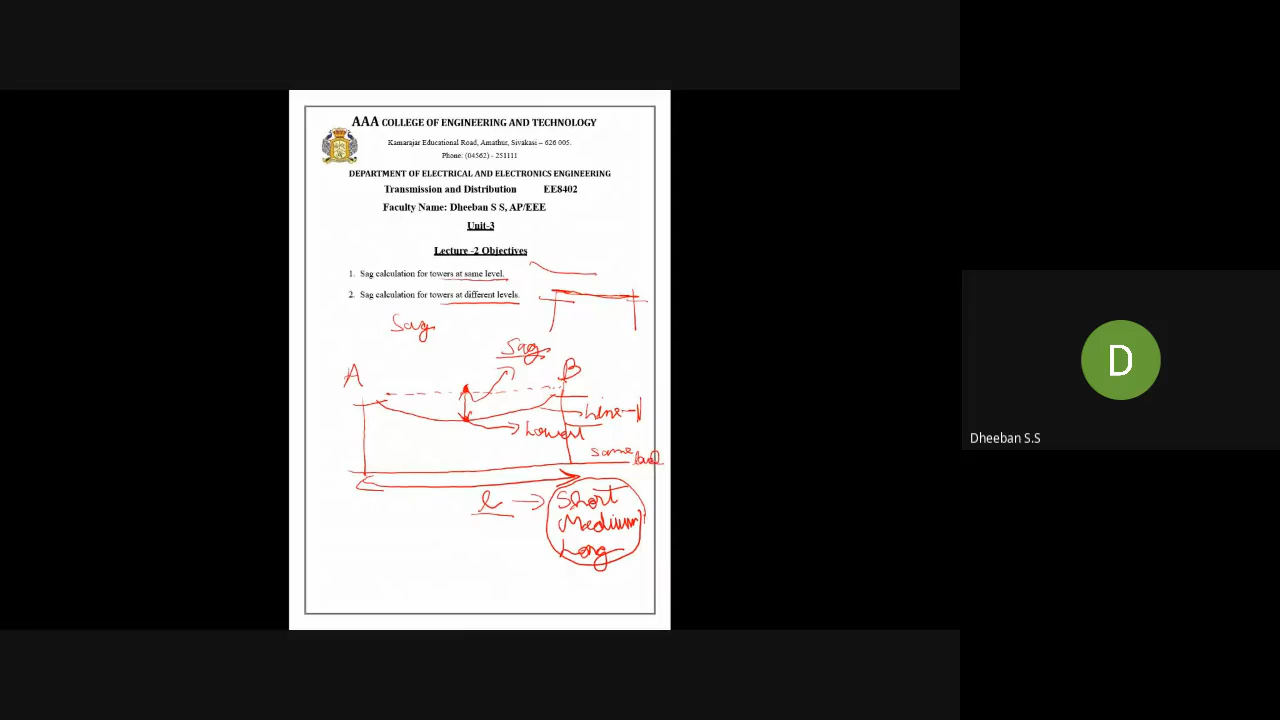 AAA COLLEGE OF ENGINEERING AND TECHNOLOGY
Kamarajar Educational Road, Amathur, Sivakasi – 626 005.
Phone: (04562) - 251111
DEPARTMENT OF ELECTRICAL AND ELECTRONICS ENGINEERING
Transmission and Distribution EE8402
Faculty Name: Dheeban S S, AP/EEE
Unit-3
Lecture -2 Objectives
1. Sag calculation for towers at same level.
2. Sag calculation for towers at different levels.
Sag
Sag
A
B
Line-1
Lowest
same level
l
Short
Medium
Long
D
Dheeban S.S